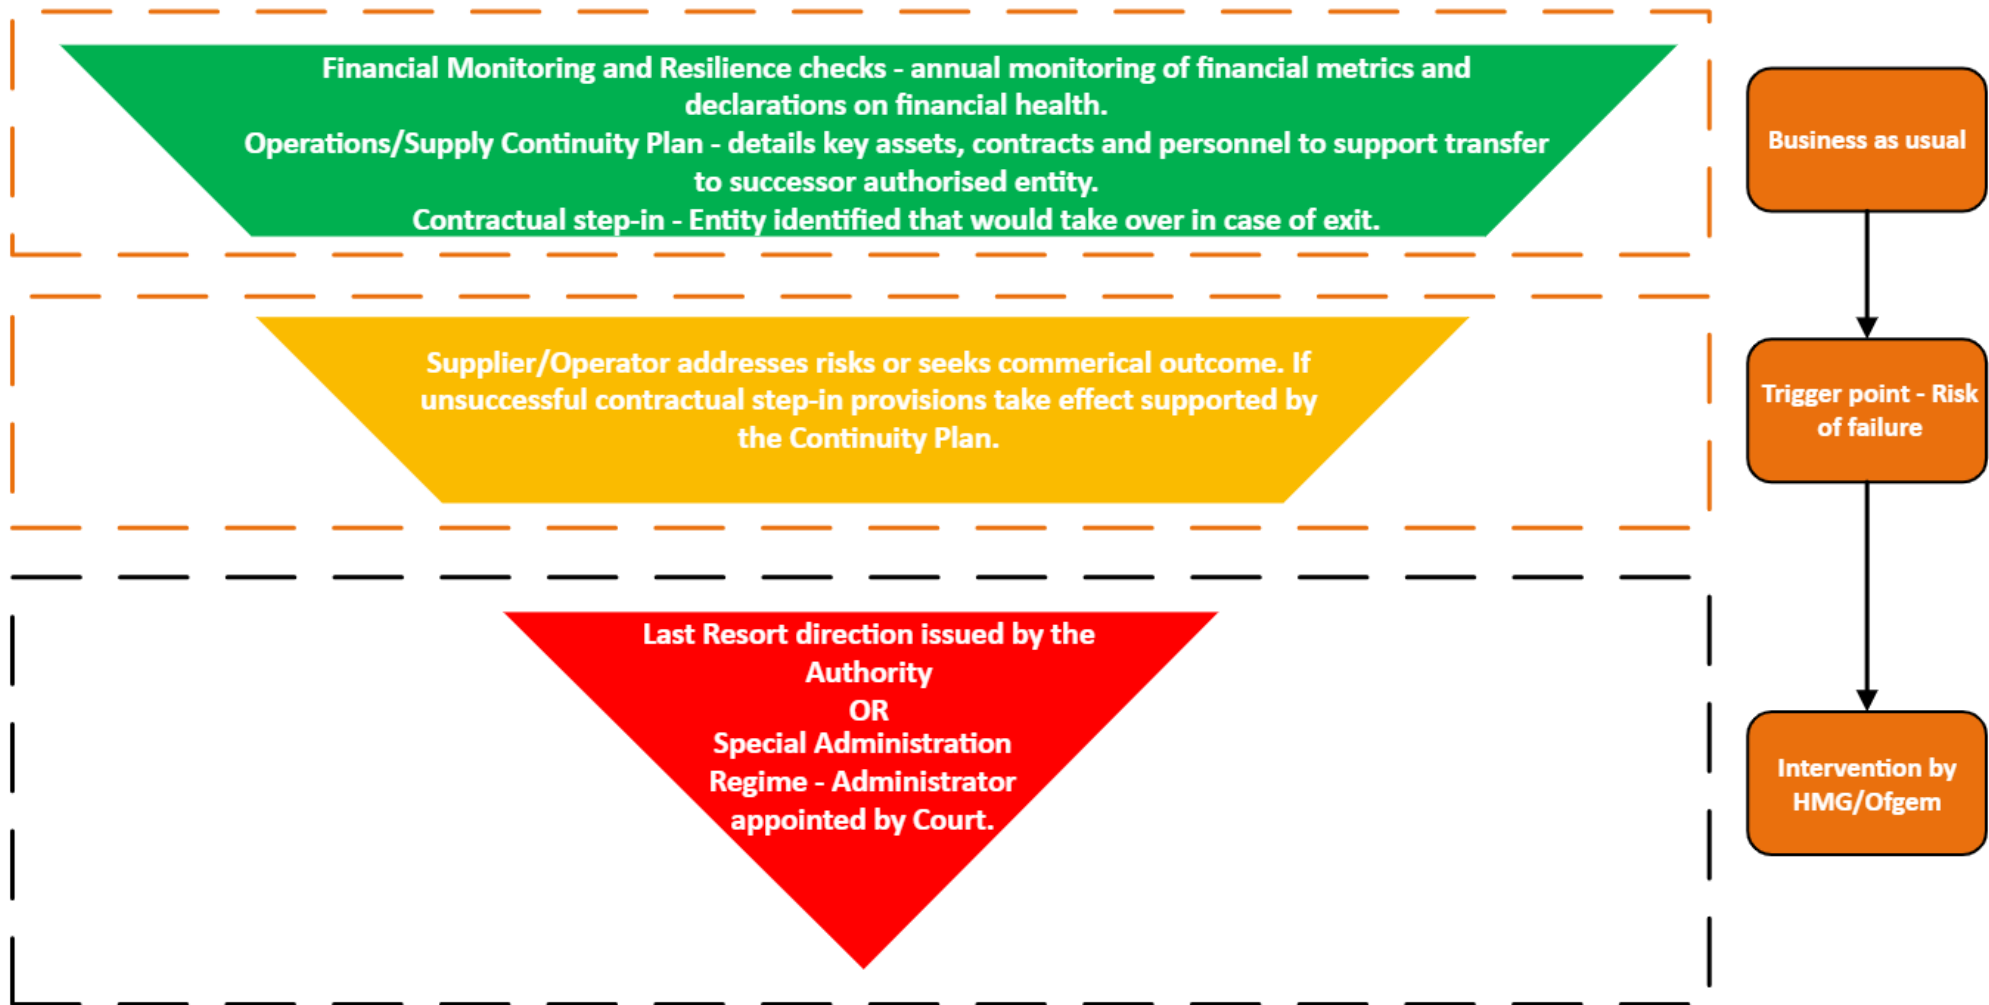 Financial Monitoring and Resilience checks - annual monitoring of financial metrics and
declarations on financial health.
Operations/Supply Continuity Plan - details key assets, contracts and personnel to support transfer
to successor authorised entity.
Contractual step-in - Entity identified that would take over in case of exit.
Business as usual
Supplier/Operator addresses risks or seeks commerical outcome. If
unsuccessful contractual step-in provisions take effect supported by
the Continuity Plan.
Trigger point - Risk
of failure
Last Resort direction issued by the
Authority
OR
Special Administration
Regime - Administrator
appointed by Court.
Intervention by
HMG/Ofgem